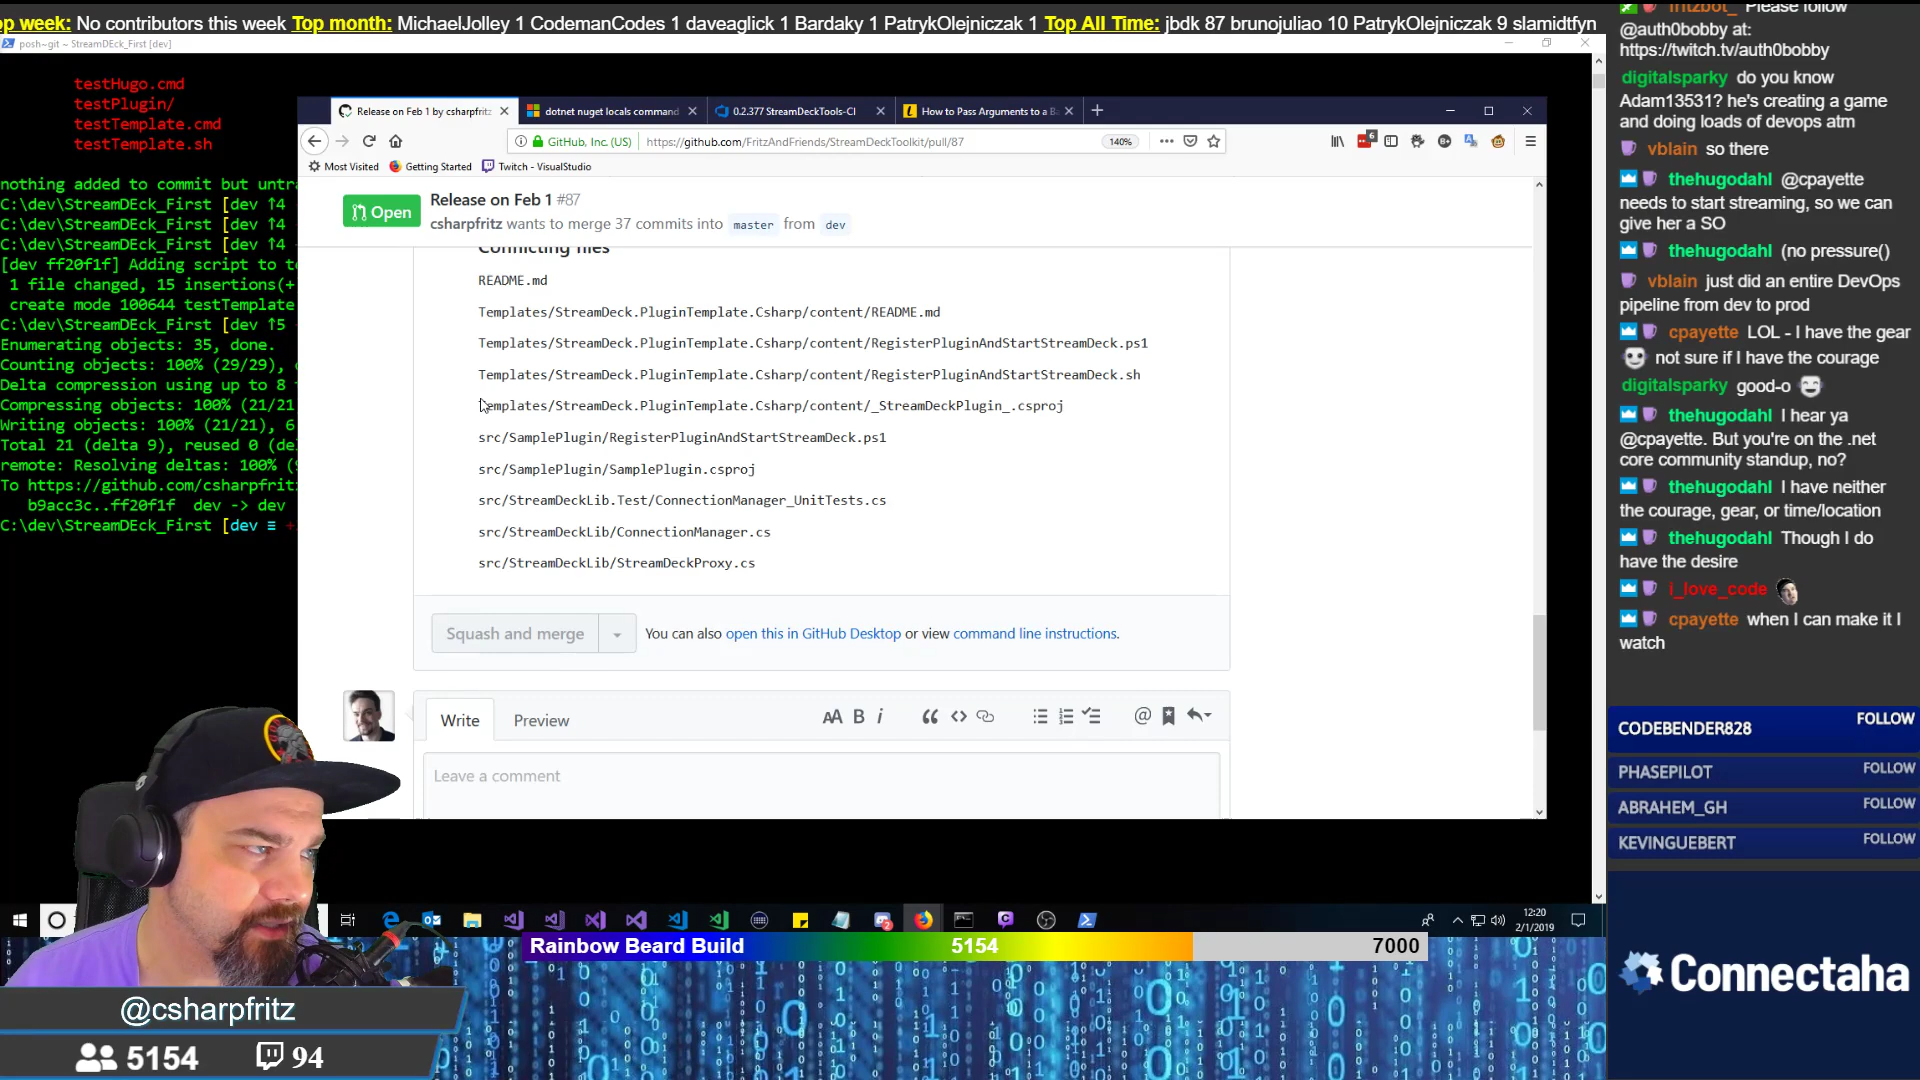 op week: No contributors this week Top month: MichaelJolley 1 CodemanCodes 1 daveaglick 1 Bardaky 1 PatrykOlejniczak 1 Top All Time: jbdk 87 brunojuliao 10 PatrykOlejniczak 9 slamidtfyn
posh~git ~ StreamDEck_First [dev]
testHugo.cmd
testPlugin/
testTemplate.cmd
testTemplate.sh
nothing added to commit but untra
C:\dev\StreamDEck_First [dev ↑4
C:\dev\StreamDEck_First [dev ↑4
C:\dev\StreamDEck_First [dev ↑4
[dev ff20f1f] Adding script to te
1 file changed, 15 insertions(+
create mode 100644 testTemplate
C:\dev\StreamDEck_First [dev ↑5
Enumerating objects: 35, done.
Counting objects: 100% (29/29),
Delta compression using up to 8
Compressing objects: 100% (21/21
Writing objects: 100% (21/21), 6
Total 21 (delta 9), reused 0 (de
remote: Resolving deltas: 100% (9
To https://github.com/csharpfrit
b9acc3c..ff20f1f dev -> dev
C:\dev\StreamDEck_First [dev ≡ +
Release on Feb 1 by csharpfritz
dotnet nuget locals command
0.2.377 StreamDeckTools-CI
How to Pass Arguments to a Ba
GitHub, Inc. (US)
https://github.com/FritzAndFriends/StreamDeckToolkit/pull/87
140%
6
Most Visited
Getting Started
Twitch - VisualStudio
Open
Release on Feb 1 #87
csharpfritz wants to merge 37 commits into master from dev
Conflicting files
README.md
Templates/StreamDeck.PluginTemplate.Csharp/content/README.md
Templates/StreamDeck.PluginTemplate.Csharp/content/RegisterPluginAndStartStreamDeck.ps1
Templates/StreamDeck.PluginTemplate.Csharp/content/RegisterPluginAndStartStreamDeck.sh
Templates/StreamDeck.PluginTemplate.Csharp/content/_StreamDeckPlugin_.csproj
src/SamplePlugin/RegisterPluginAndStartStreamDeck.ps1
src/SamplePlugin/SamplePlugin.csproj
src/StreamDeckLib.Test/ConnectionManager_UnitTests.cs
src/StreamDeckLib/ConnectionManager.cs
src/StreamDeckLib/StreamDeckProxy.cs
Squash and merge
You can also open this in GitHub Desktop or view command line instructions.
Write
Preview
AA B i
Leave a comment
fritzbot_ Please follow
@auth0bobby at:
https://twitch.tv/auth0bobby
digitalsparky do you know
Adam13531? he's creating a game
and doing loads of devops atm
vblain so there
thehugodahl @cpayette
needs to start streaming, so we can
give her a SO
thehugodahl (no pressure()
vblain just did an entire DevOps
pipeline from dev to prod
cpayette LOL - I have the gear
not sure if I have the courage
digitalsparky good-o
thehugodahl I hear ya
@cpayette. But you're on the .net
core community standup, no?
thehugodahl I have neither
the courage, gear, or time/location
thehugodahl Though I do
have the desire
i_love_code
cpayette when I can make it I
watch
CODEBENDER828 FOLLOW
PHASEPILOT FOLLOW
ABRAHEM_GH FOLLOW
KEVINGUEBERT FOLLOW
Connectaha
12:20
2/1/2019
Rainbow Beard Build 5154 7000
@csharpfritz
5154 94